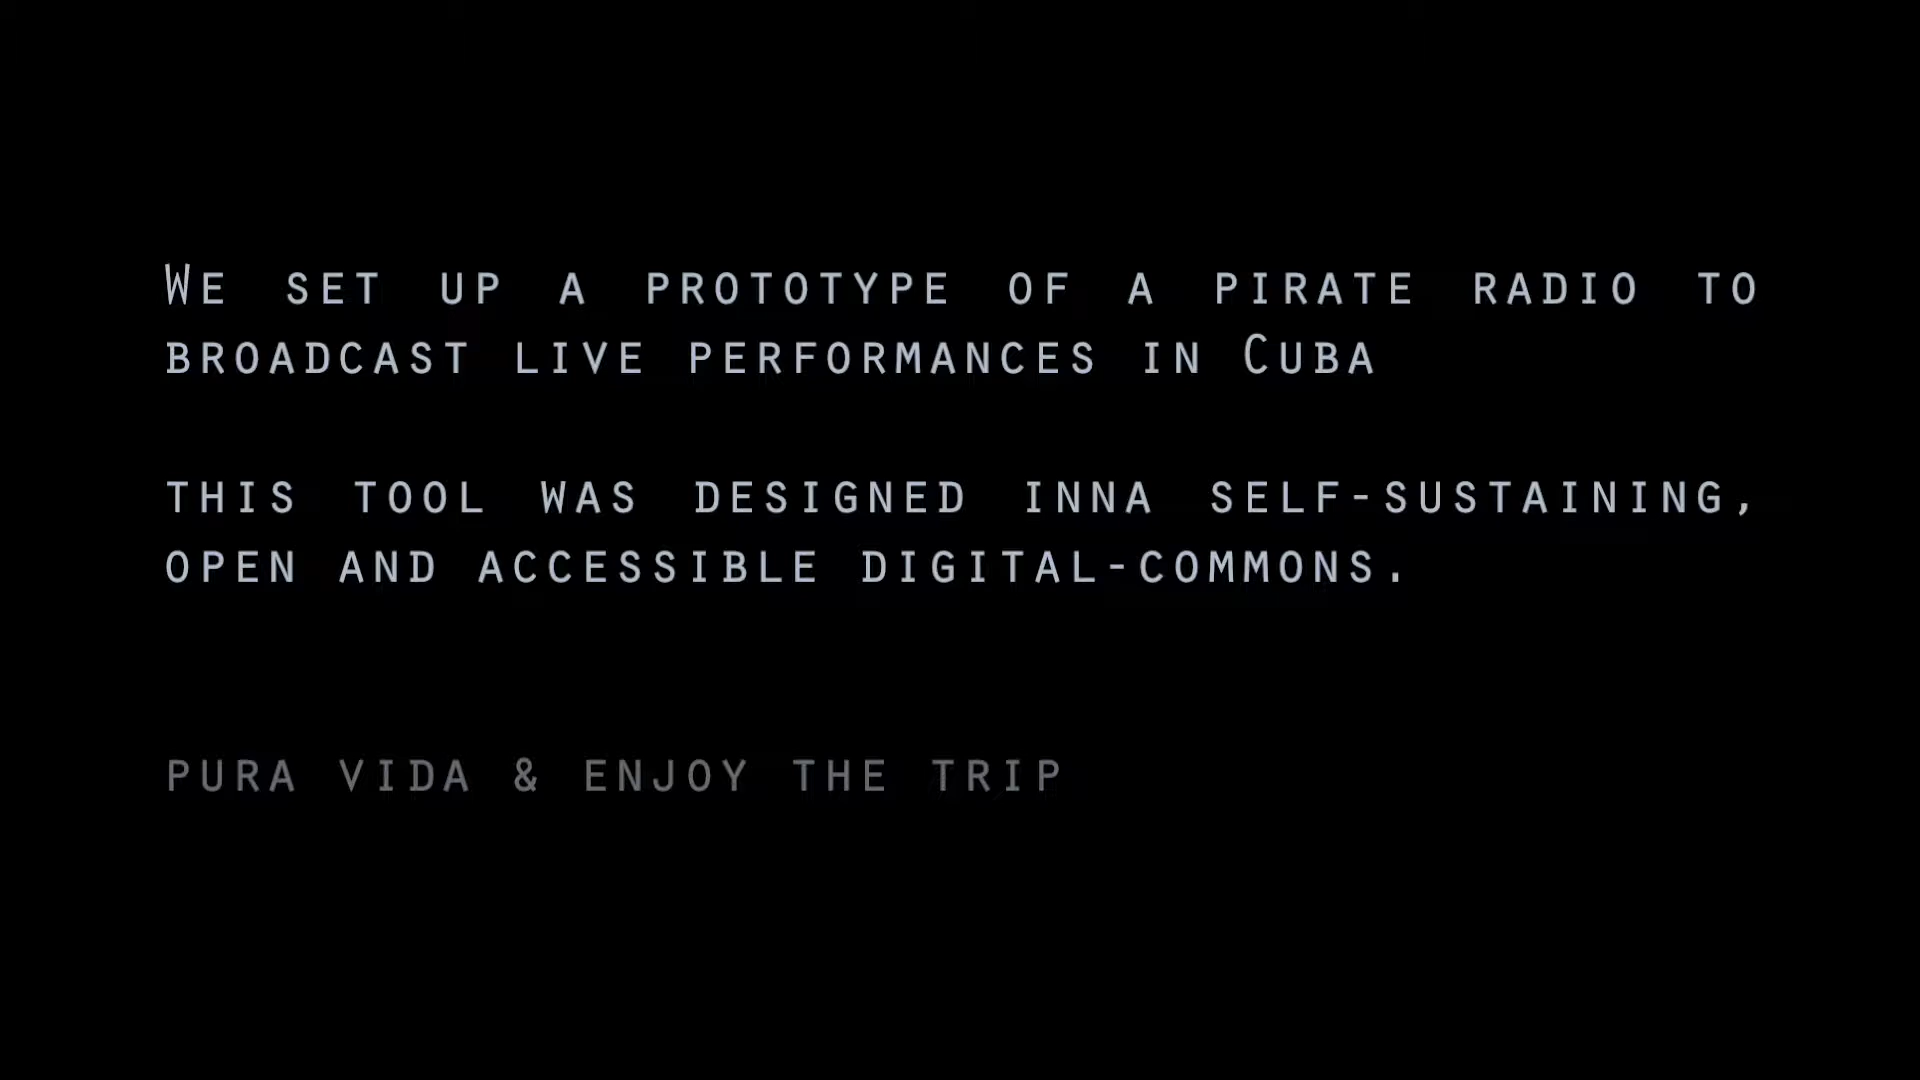 We set up a prototype of a pirate radio to
broadcast live performances in Cuba
this tool was designed inna self-sustaining,
open and accessible digital-commons.
pura vida & enjoy the trip